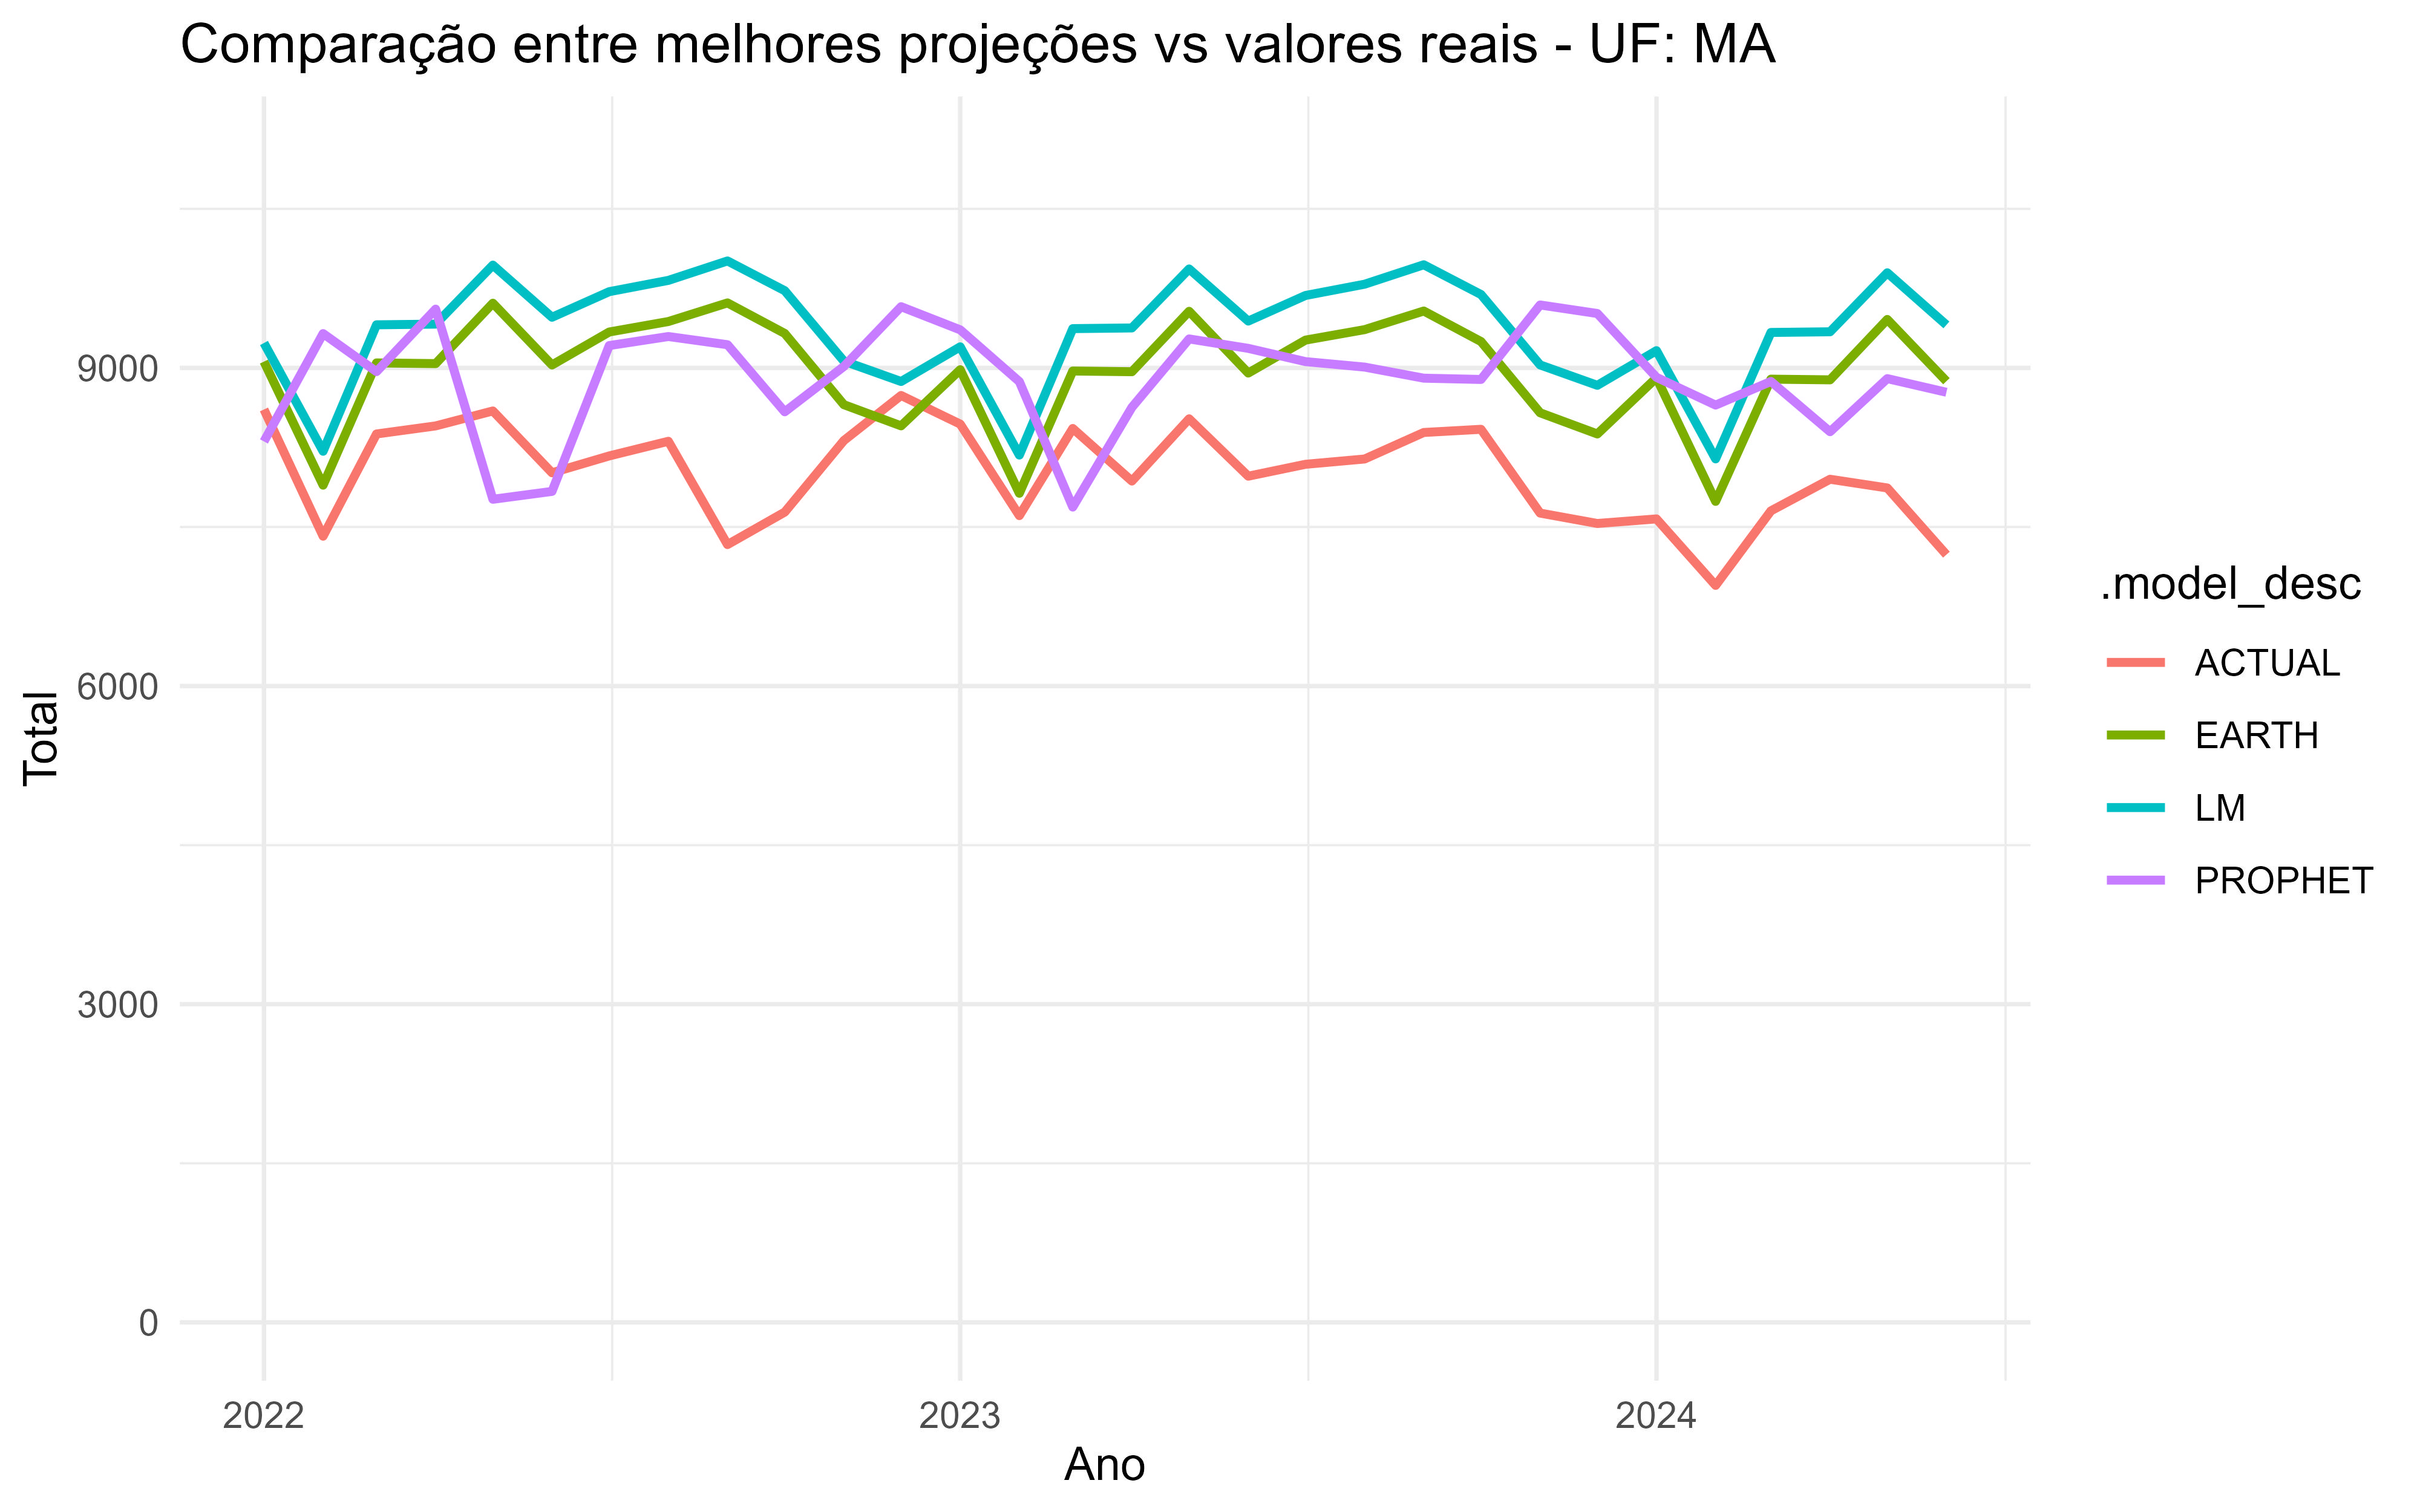 Comparação entre melhores projeções vs valores reais - UF: MA
Total
9000
6000
3000
0
2022 2023 2024
Ano
.model_desc
ACTUAL
EARTH
LM
PROPHET